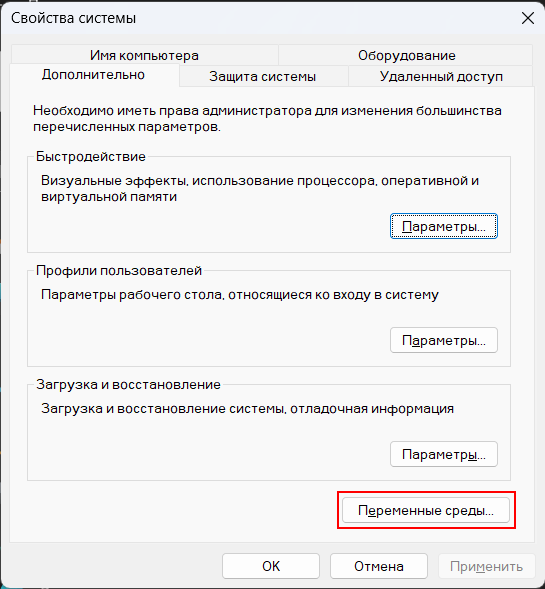 Свойства системы
Имя компьютера
Оборудование
Дополнительно
Защита системы
Удаленный доступ
Необходимо иметь права администратора для изменения большинства
перечисленных параметров.
Быстродействие
Визуальные эффекты, использование процессора, оперативной и
виртуальной памяти
Параметры...
Профили пользователей
Параметры рабочего стола, относящиеся ко входу в систему
Параметры...
Загрузка и восстановление
Загрузка и восстановление системы, отладочная информация
Параметры...
Переменные среды...
ОК
Отмена
Применить